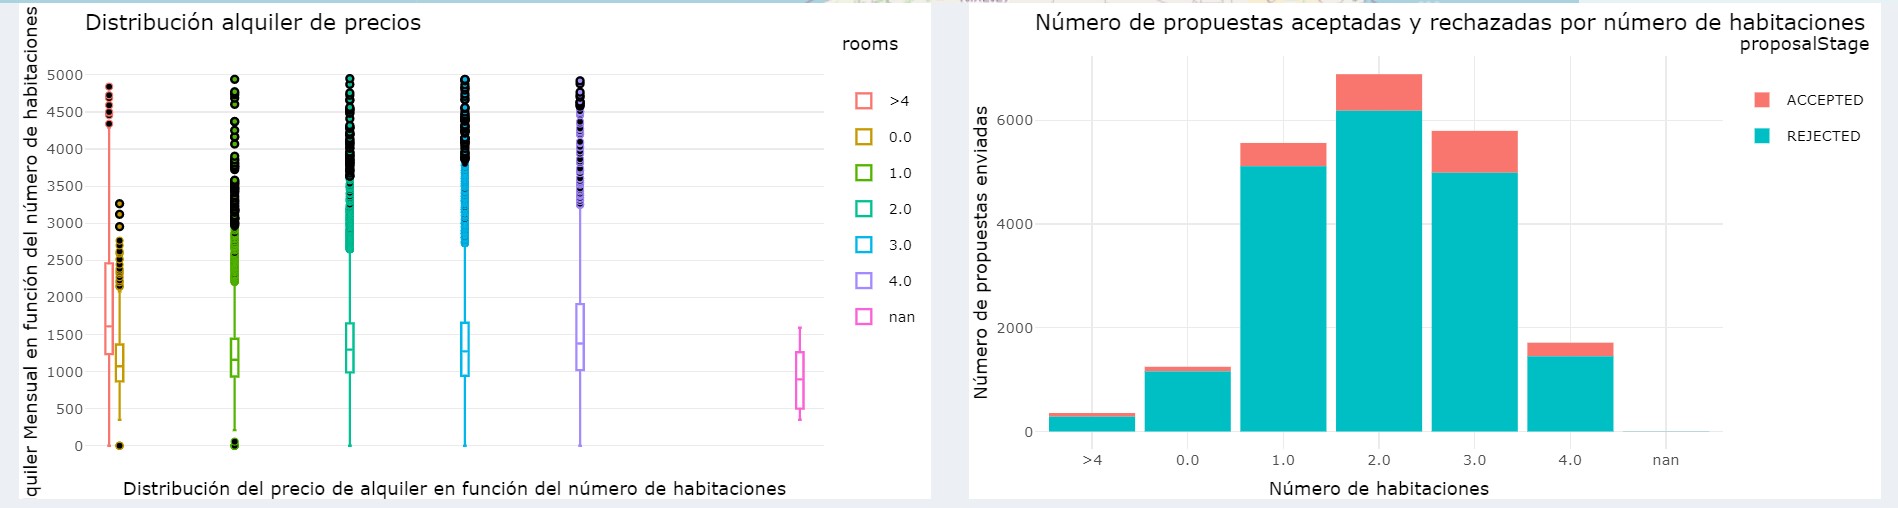 Distribución alquiler de precios
quiler Mensual en función del número de habitaciones
5000
4500
4000
3500
3000
2500
2000
1500
1000
500
0
Distribución del precio de alquiler en función del número de habitaciones
rooms
>4
0.0
1.0
2.0
3.0
4.0
nan
Número de propuestas aceptadas y rechazadas por número de habitaciones
proposalStage
ACCEPTED
REJECTED
Número de propuestas enviadas
6000
4000
2000
0
>4 0.0 1.0 2.0 3.0 4.0 nan
Número de habitaciones